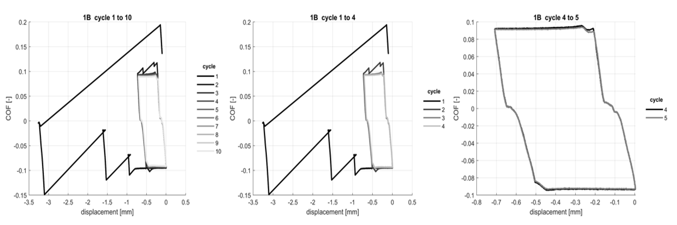 1B cycle 1 to 10
COF [-]
0.2
0.15
0.1
0.05
0
-0.05
-0.1
-0.15
-3.5 -3 -2.5 -2 -1.5 -1 -0.5 0 0.5
displacement [mm]
cycle
1
2
3
4
5
6
7
8
9
10
1B cycle 1 to 4
COF [-]
0.2
0.15
0.1
0.05
0
-0.05
-0.1
-0.15
-3.5 -3 -2.5 -2 -1.5 -1 -0.5 0 0.5
displacement [mm]
cycle
1
2
3
4
1B cycle 4 to 5
COF [-]
0.1
0.08
0.06
0.04
0.02
0
-0.02
-0.04
-0.06
-0.08
-0.1
-0.8 -0.7 -0.6 -0.5 -0.4 -0.3 -0.2 -0.1 0
displacement [mm]
cycle
4
5